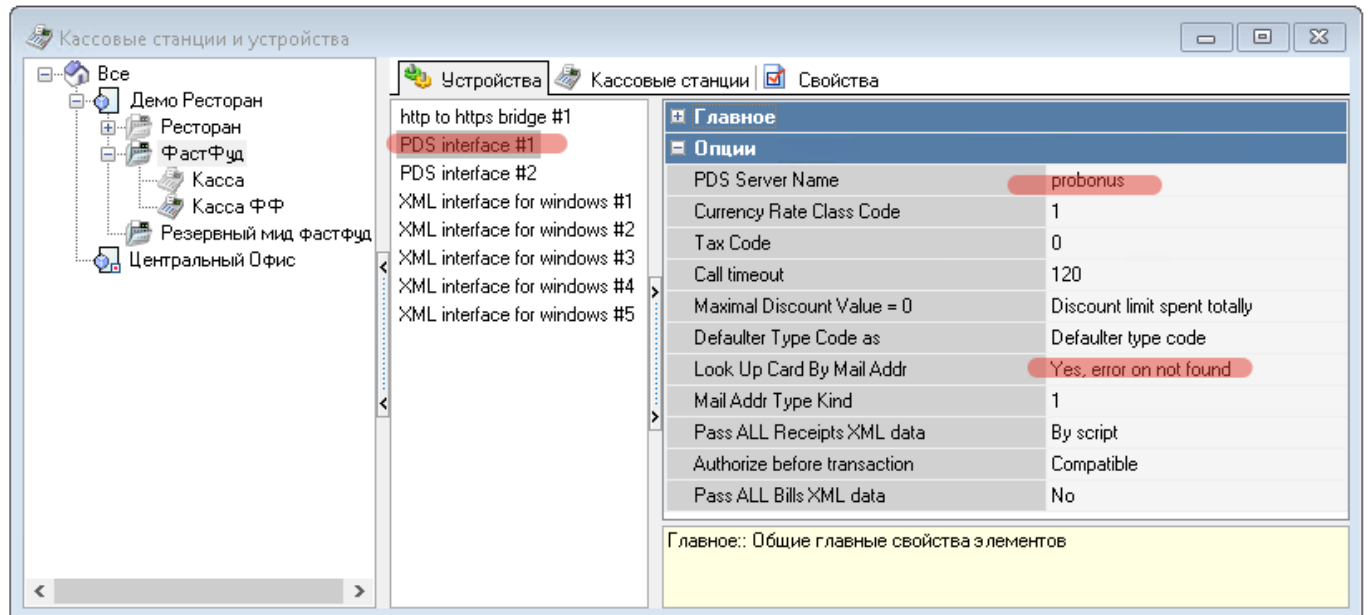 Кассовые станции и устройства
Все
Демо Ресторан
Ресторан
ФастФуд
Касса
Касса ФФ
Резервный мид фастфуд
Центральный Офис
Устройства Кассовые станции Свойства
http to https bridge #1
PDS interface #1
PDS interface #2
XML interface for windows #1
XML interface for windows #2
XML interface for windows #3
XML interface for windows #4
XML interface for windows #5
Главное
Опции
PDS Server Name probonus
Currency Rate Class Code 1
Tax Code 0
Call timeout 120
Maximal Discount Value = 0 Discount limit spent totally
Defaulter Type Code as Defaulter type code
Look Up Card By Mail Addr Yes, error on not found
Mail Addr Type Kind 1
Pass ALL Receipts XML data By script
Authorize before transaction Compatible
Pass ALL Bills XML data No
Главное:: Общие главные свойства элементов